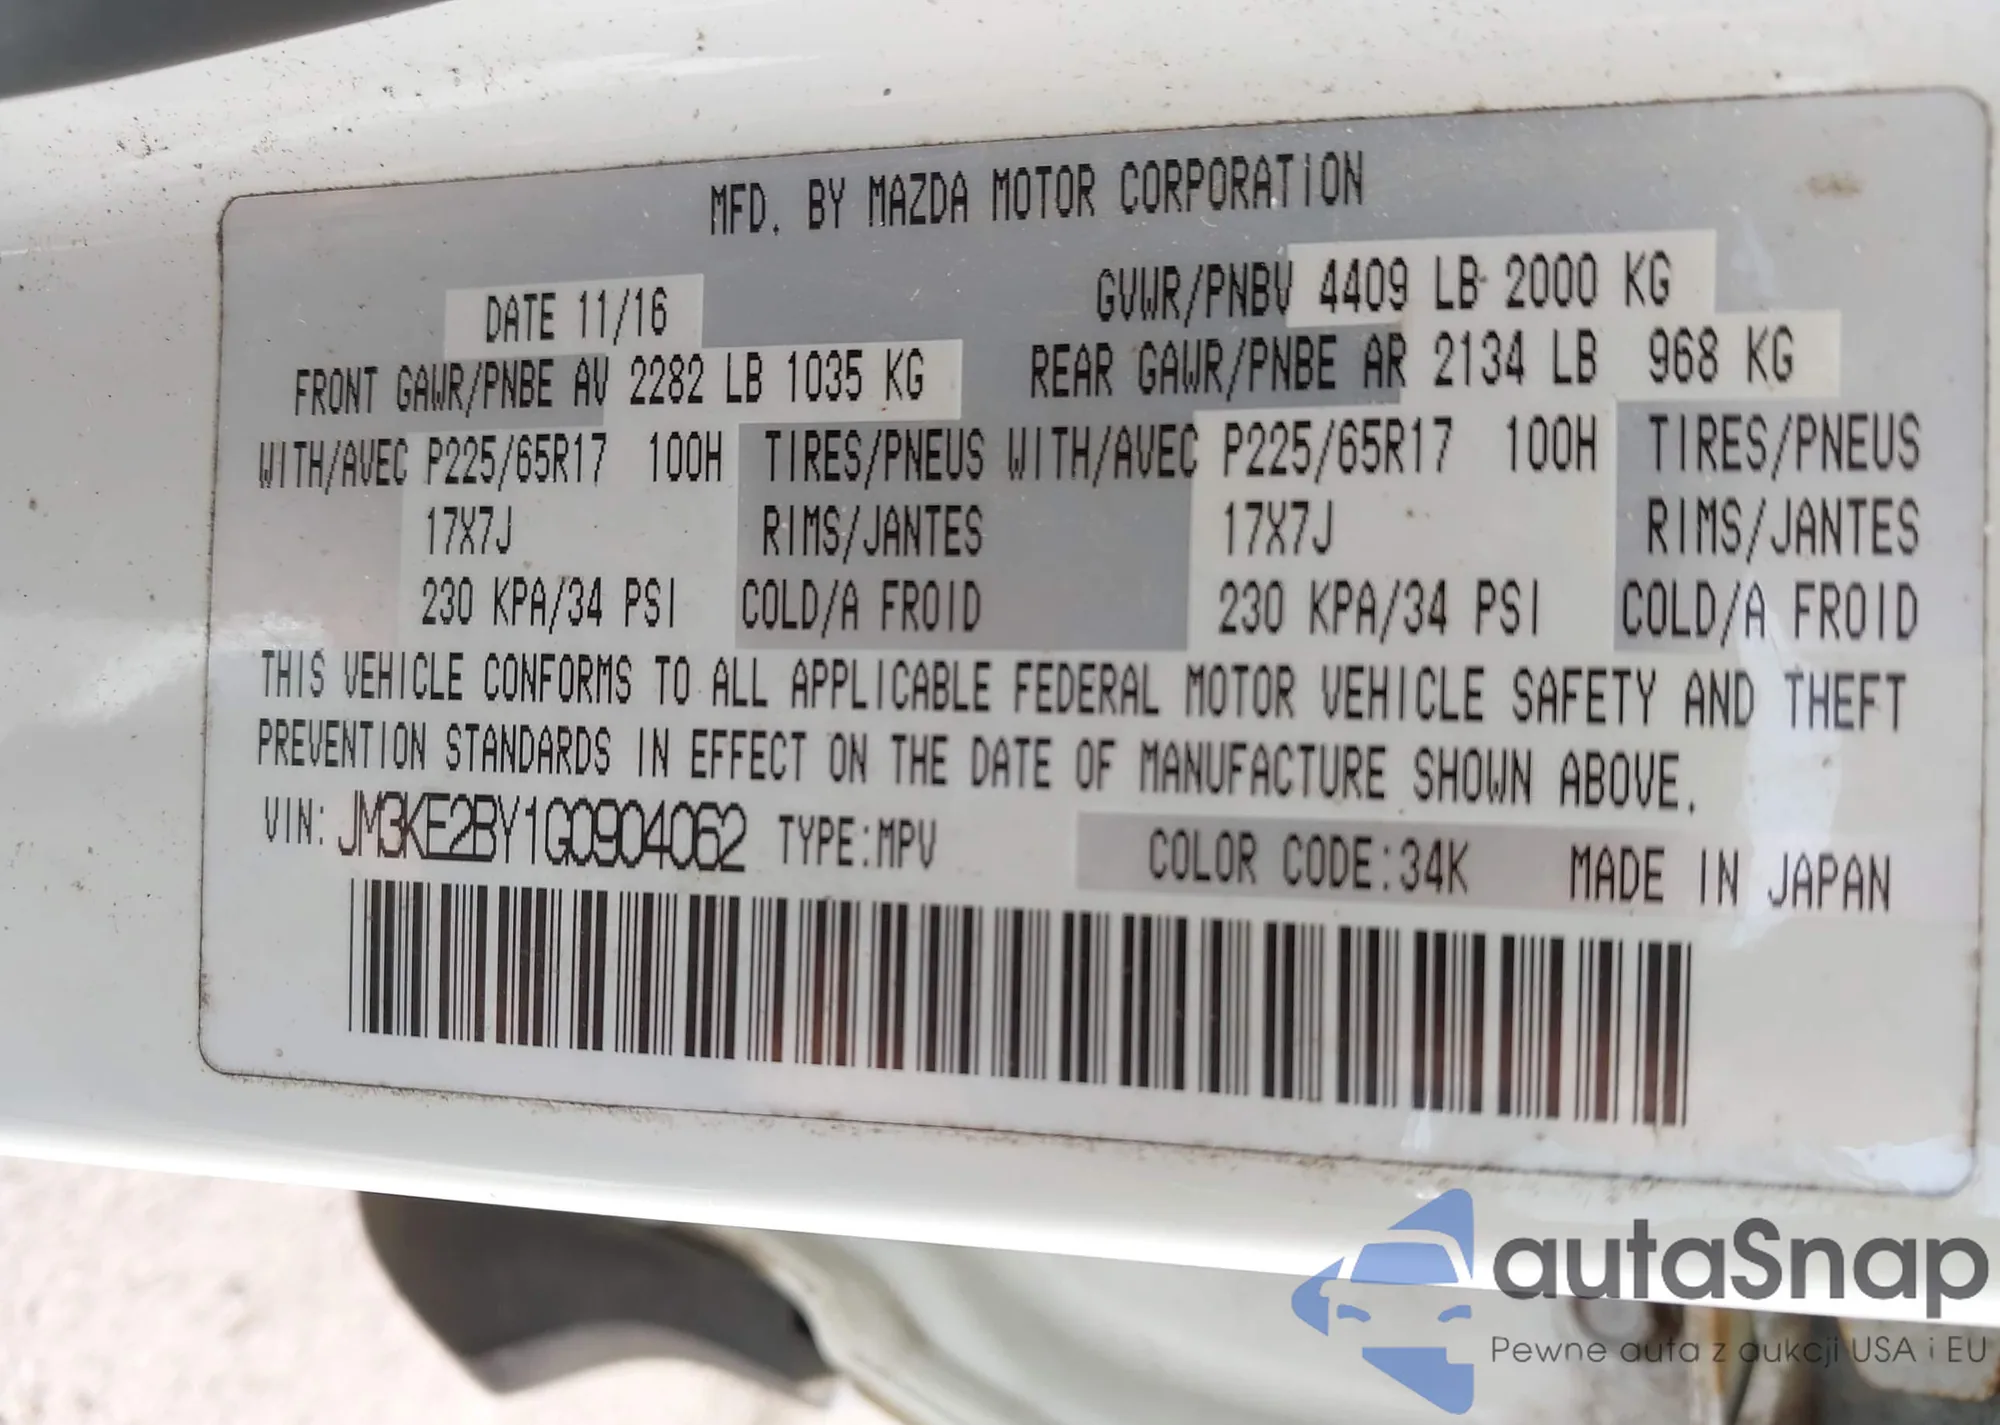 MFD. BY MAZDA MOTOR CORPORATION
DATE 11/16
GVWR/PNBV 4409 LB 2000 KG
FRONT GAWR/PNBE AV 2282 LB 1035 KG
REAR GAWR/PNBE AR 2134 LB 968 KG
WITH/AVEC P225/65R17 100H TIRES/PNEUS WITH/AVEC P225/65R17 100H TIRES/PNEUS
17X7J RIMS/JANTES 17X7J RIMS/JANTES
230 KPA/34 PSI COLD/A FROID 230 KPA/34 PSI COLD/A FROID
THIS VEHICLE CONFORMS TO ALL APPLICABLE FEDERAL MOTOR VEHICLE SAFETY AND THEFT
PREVENTION STANDARDS IN EFFECT ON THE DATE OF MANUFACTURE SHOWN ABOVE.
VIN: JM3KE2BY1G0904062 TYPE:MPV COLOR CODE:34K MADE IN JAPAN
autaSnap
Pewne auta z aukcji USA i EU